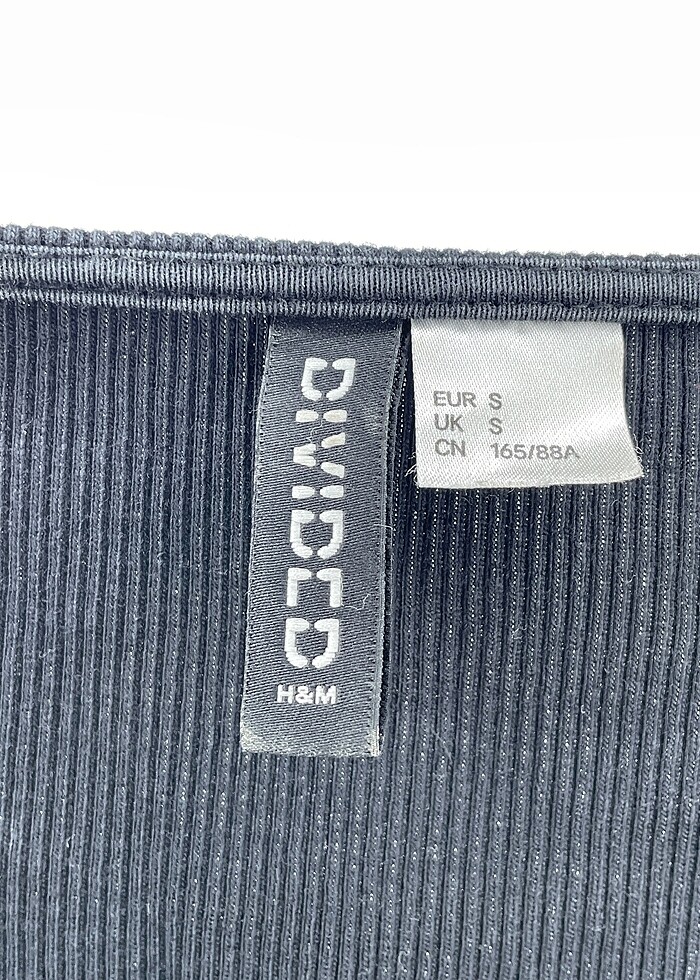 DIVIDED
H&M
EUR S
UK S
CN 165/88A